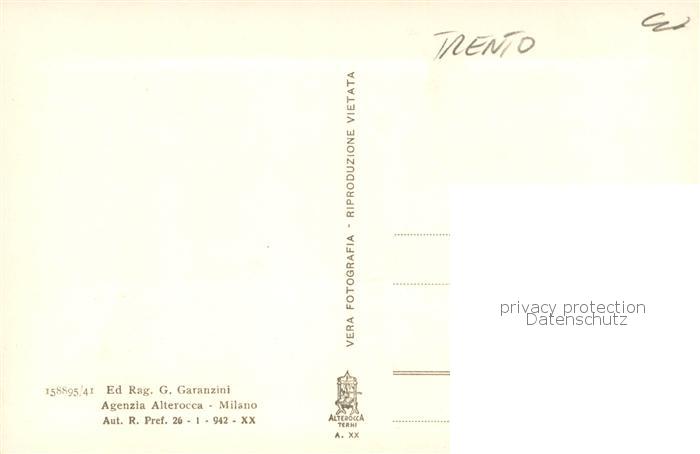 TRENTO
VERA FOTOGRAFIA - RIPRODUZIONE VIETATA
privacy protection
Datenschutz
158895/41 Ed Rag. G. Garanzini
Agenzia Alterocca - Milano
Aut. R. Pref. 26 - 1 - 942 - XX
ALTEROCCA
TERNI
A. XX